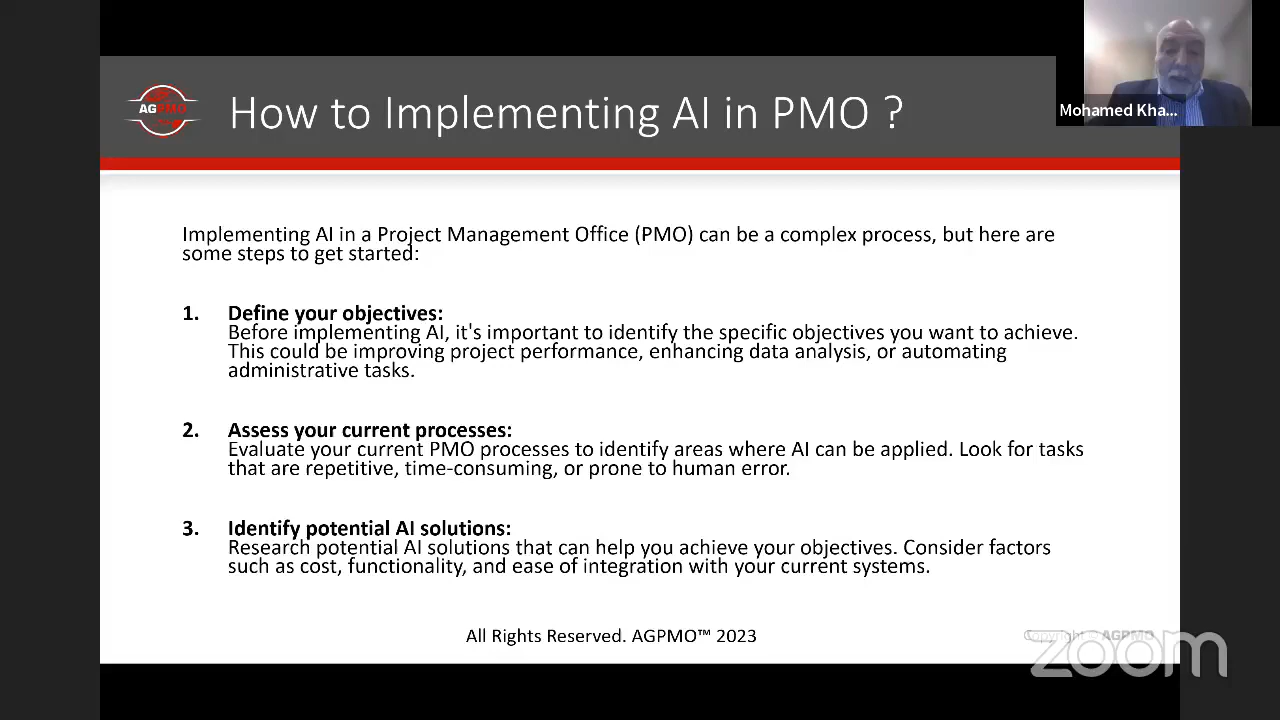 AGPMO
How to Implementing AI in PMO ?
Mohamed Kha...
Implementing AI in a Project Management Office (PMO) can be a complex process, but here are
some steps to get started:
1. Define your objectives:
Before implementing AI, it's important to identify the specific objectives you want to achieve.
This could be improving project performance, enhancing data analysis, or automating
administrative tasks.
2. Assess your current processes:
Evaluate your current PMO processes to identify areas where AI can be applied. Look for tasks
that are repetitive, time-consuming, or prone to human error.
3. Identify potential AI solutions:
Research potential AI solutions that can help you achieve your objectives. Consider factors
such as cost, functionality, and ease of integration with your current systems.
All Rights Reserved. AGPMO™ 2023
Copyright © AGPMO
zoom